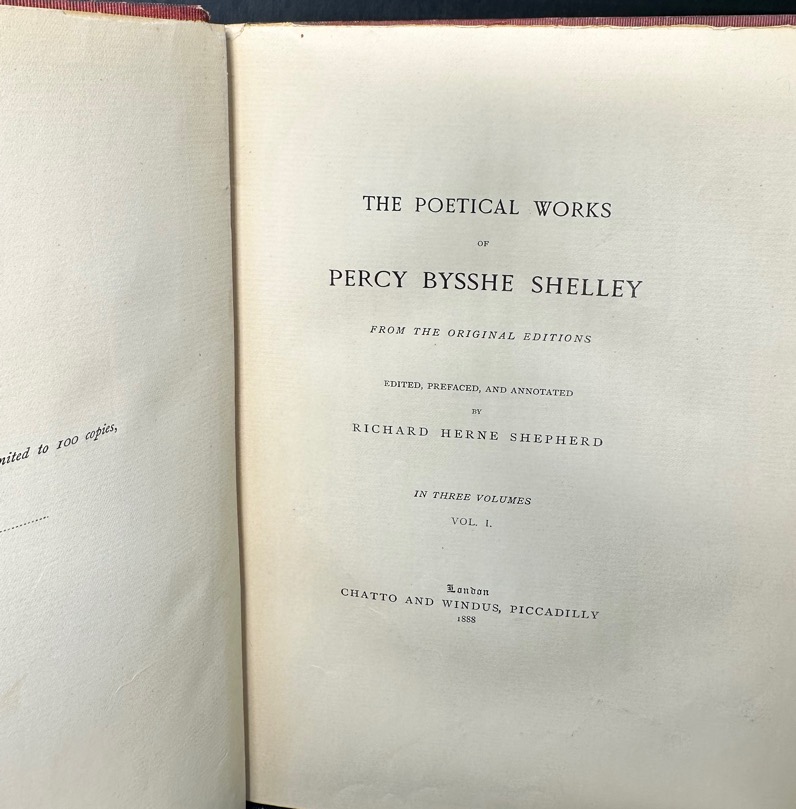 to 100 copies,
THE POETICAL WORKS
OF
PERCY BYSSHE SHELLEY
FROM THE ORIGINAL EDITIONS
EDITED, PREFACED, AND ANNOTATED
BY
RICHARD HERNE SHEPHERD
IN THREE VOLUMES
VOL. I.
London
CHATTO AND WINDUS, PICCADILLY
1888